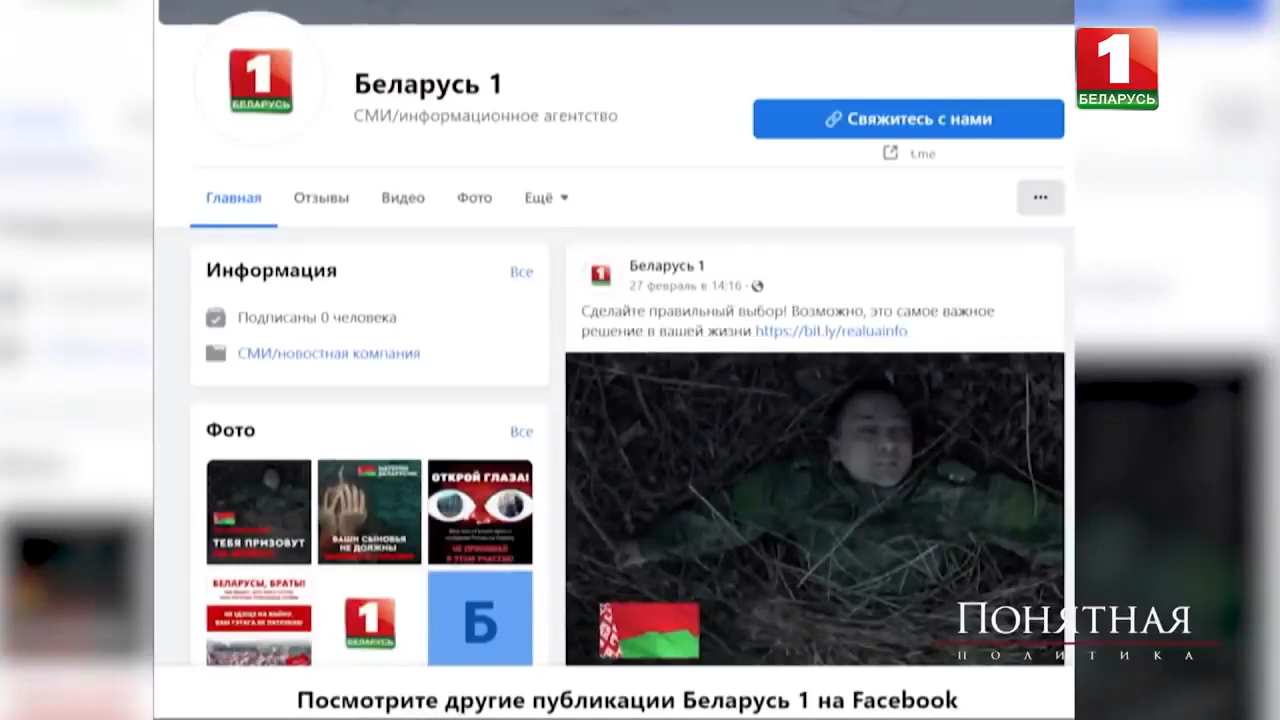 1
БЕЛАРУСЬ
Беларусь 1
СМИ/информационное агентство
Свяжитесь с нами
t.me
1
БЕЛАРУСЬ
Главная
Отзывы
Видео
Фото
Ещё
Информация
Все
Подписаны 0 человека
СМИ/новостная компания
1
Беларусь 1
27 февраль в 14:16
Сделайте правильный выбор! Возможно, это самое важное
решение в вашей жизни https://bit.ly/realuainfo
Фото
Все
ТЕБЯ ПРИЗОВУТ
ВАШИ СЫНОВЬЯ
НЕ ДОЛЖНЫ
ОТКРОЙ ГЛАЗА!
НЕ ПРИНИМАЙ
В ЭТОМ УЧАСТИЯ!
БЕЛАРУСЫ, БРАТЫ!
1
БЕЛАРУСЬ
Б
ПОНЯТНАЯ
ПОЛИТИКА
Посмотрите другие публикации Беларусь 1 на Facebook